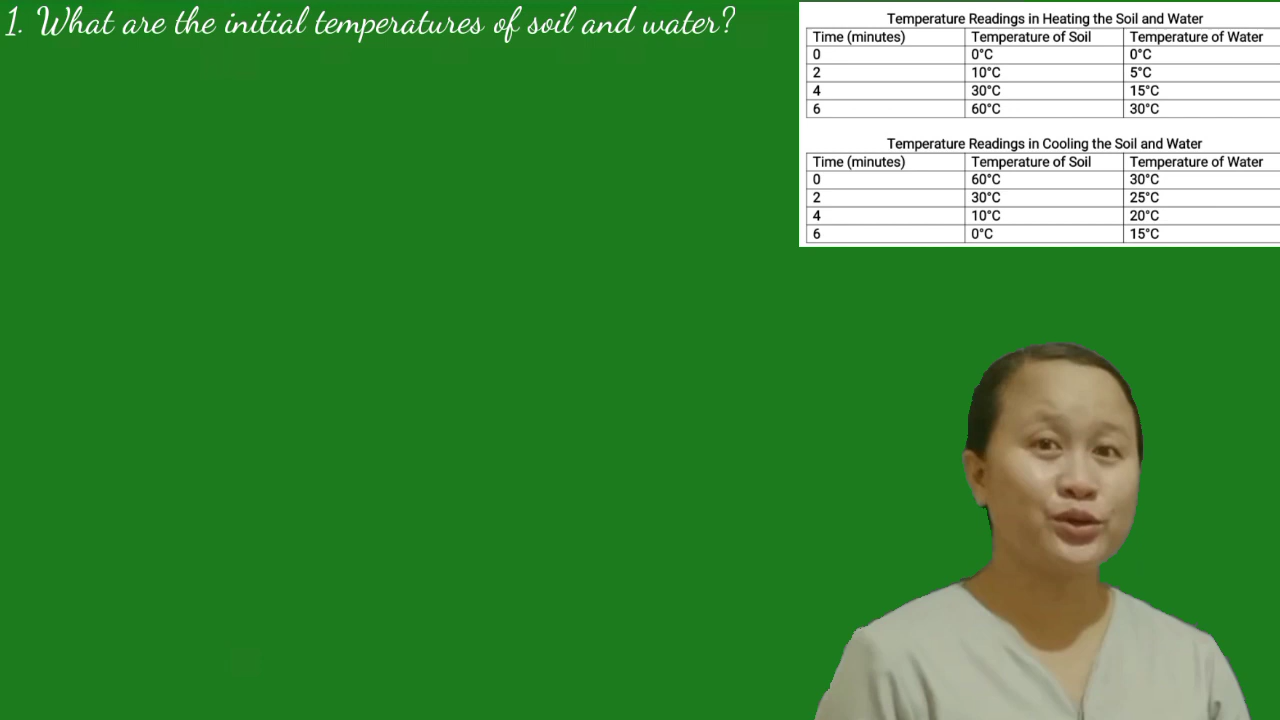 1. What are the initial temperatures of soil and water?
Temperature Readings in Heating the Soil and Water
Time (minutes) Temperature of Soil Temperature of Water
0 0°C 0°C
2 10°C 5°C
4 30°C 15°C
6 60°C 30°C
Temperature Readings in Cooling the Soil and Water
Time (minutes) Temperature of Soil Temperature of Water
0 60°C 30°C
2 30°C 25°C
4 10°C 20°C
6 0°C 15°C